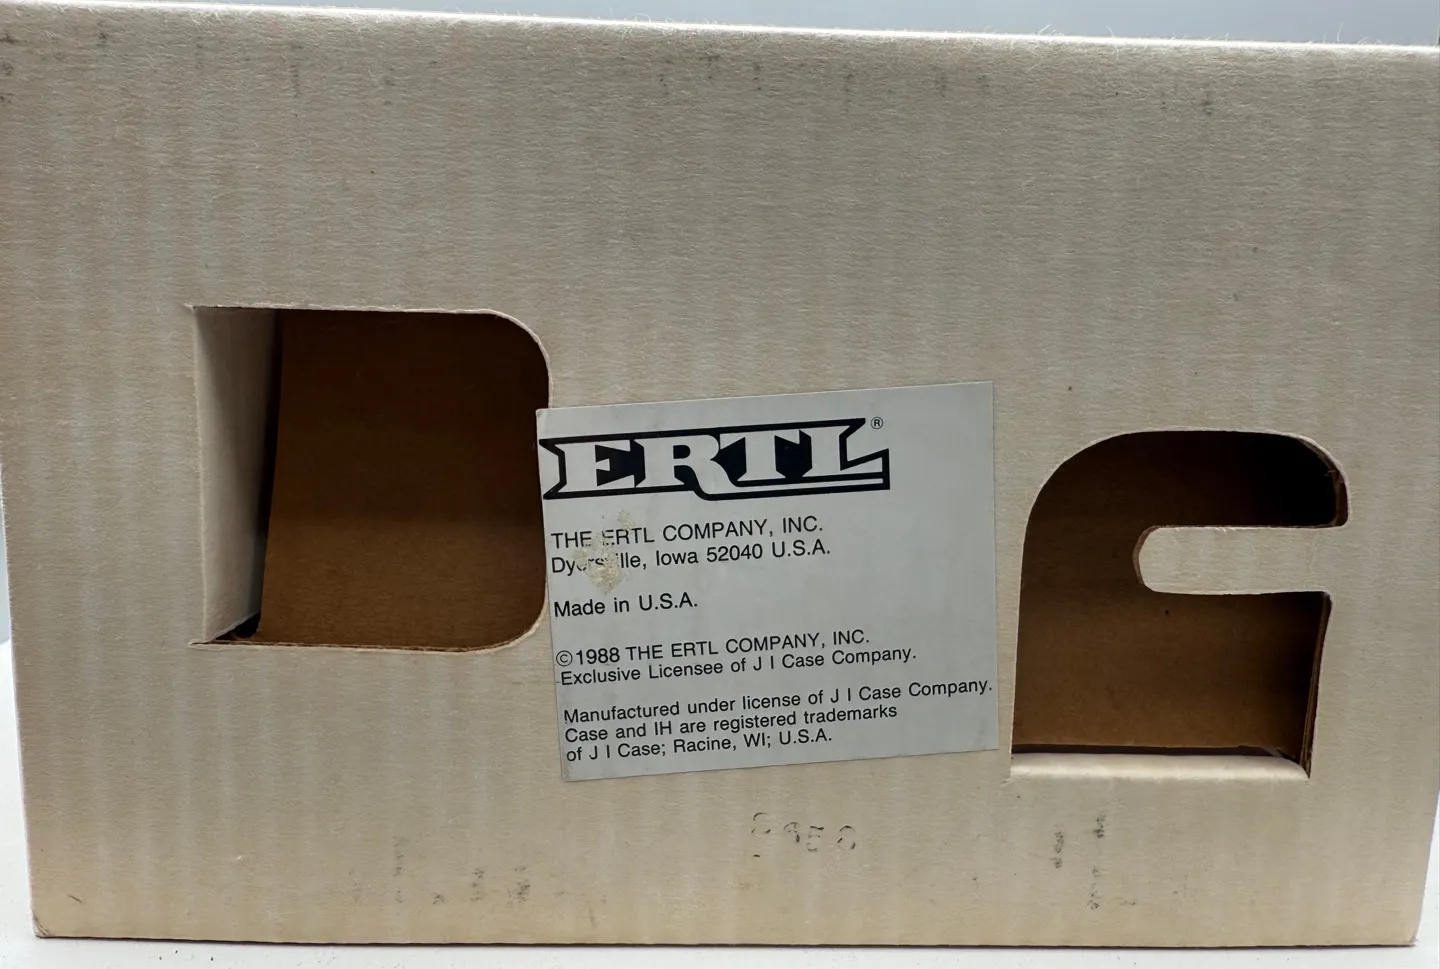 ERTL®
THE ERTL COMPANY, INC.
Dyersville, Iowa 52040 U.S.A.
Made in U.S.A.
©1988 THE ERTL COMPANY, INC.
Exclusive Licensee of J I Case Company.
Manufactured under license of J I Case Company.
Case and IH are registered trademarks
of J I Case; Racine, WI; U.S.A.